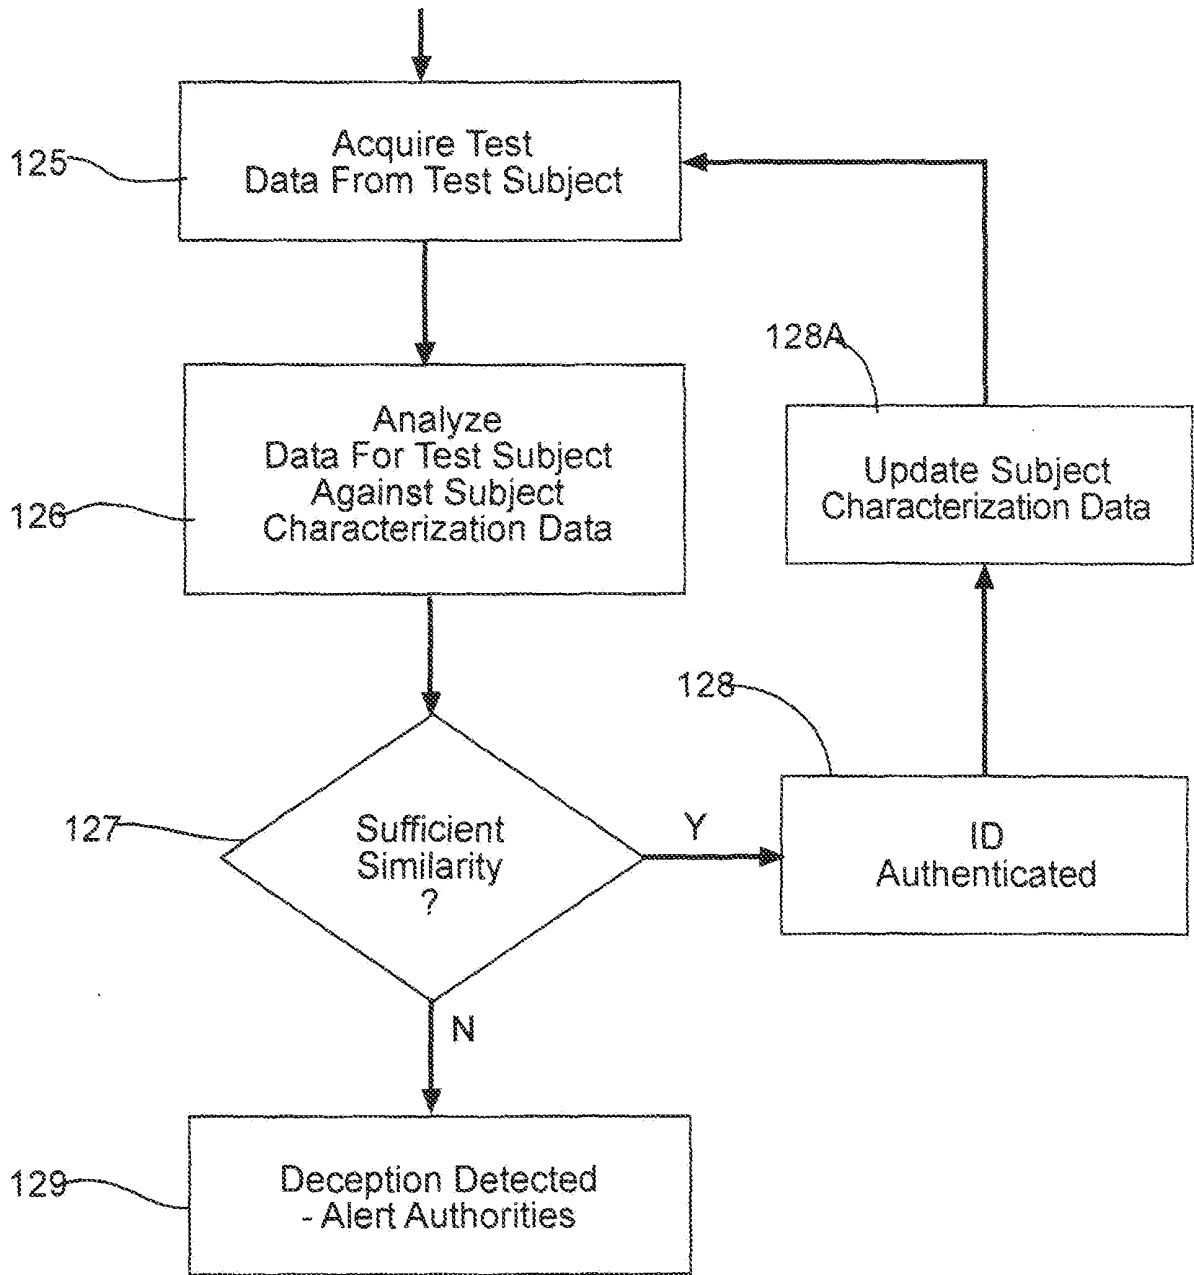 125
Acquire Test
Data From Test Subject
126
Analyze
Data For Test Subject
Against Subject
Characterization Data
128A
Update Subject
Characterization Data
127
Sufficient
Similarity
?
Y
128
ID
Authenticated
N
129
Deception Detected
- Alert Authorities